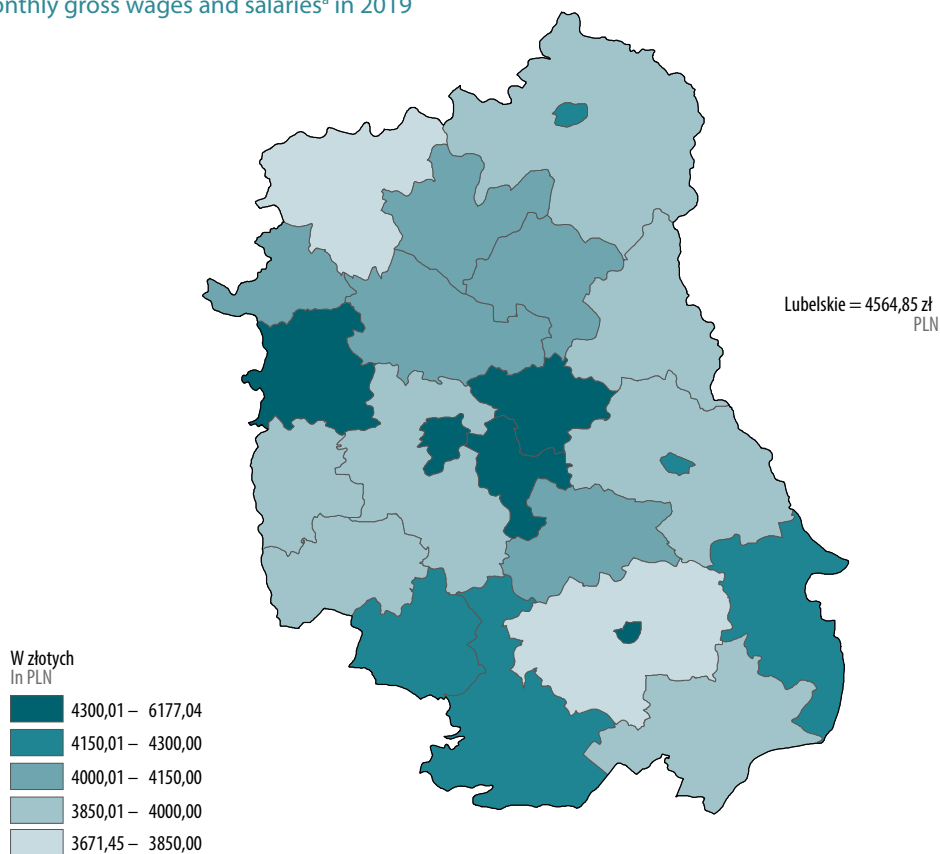 onthly gross wages and salariesª in 2019
Lubelskie = 4564,85 zł
PLN
W złotych
In PLN
4300,01 – 6177,04
4150,01 – 4300,00
4000,01 – 4150,00
3850,01 – 4000,00
3671,45 – 3850,00